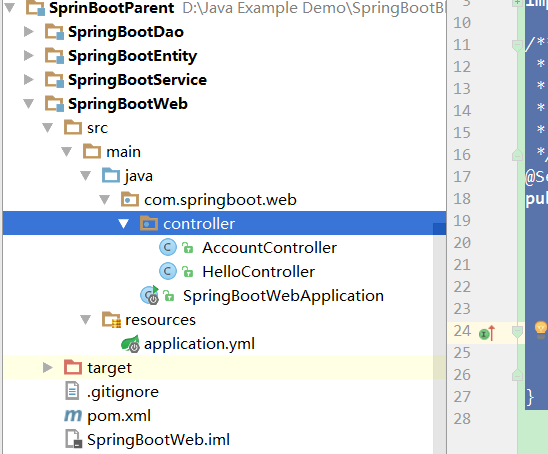 SprinBootParent D:\Java Example Demo\SpringBootBl
SpringBootDao
SpringBootEntity
SpringBootService
SpringBootWeb
src
main
java
com.springboot.web
controller
AccountController
HelloController
SpringBootWebApplication
resources
application.yml
target
.gitignore
pom.xml
SpringBootWeb.iml
9
10
11 /*
12 *
13 *
14 *
15 *
16 */
17 @Se
18 pu
19
20
21
22
23
24
25
26
27 }
28